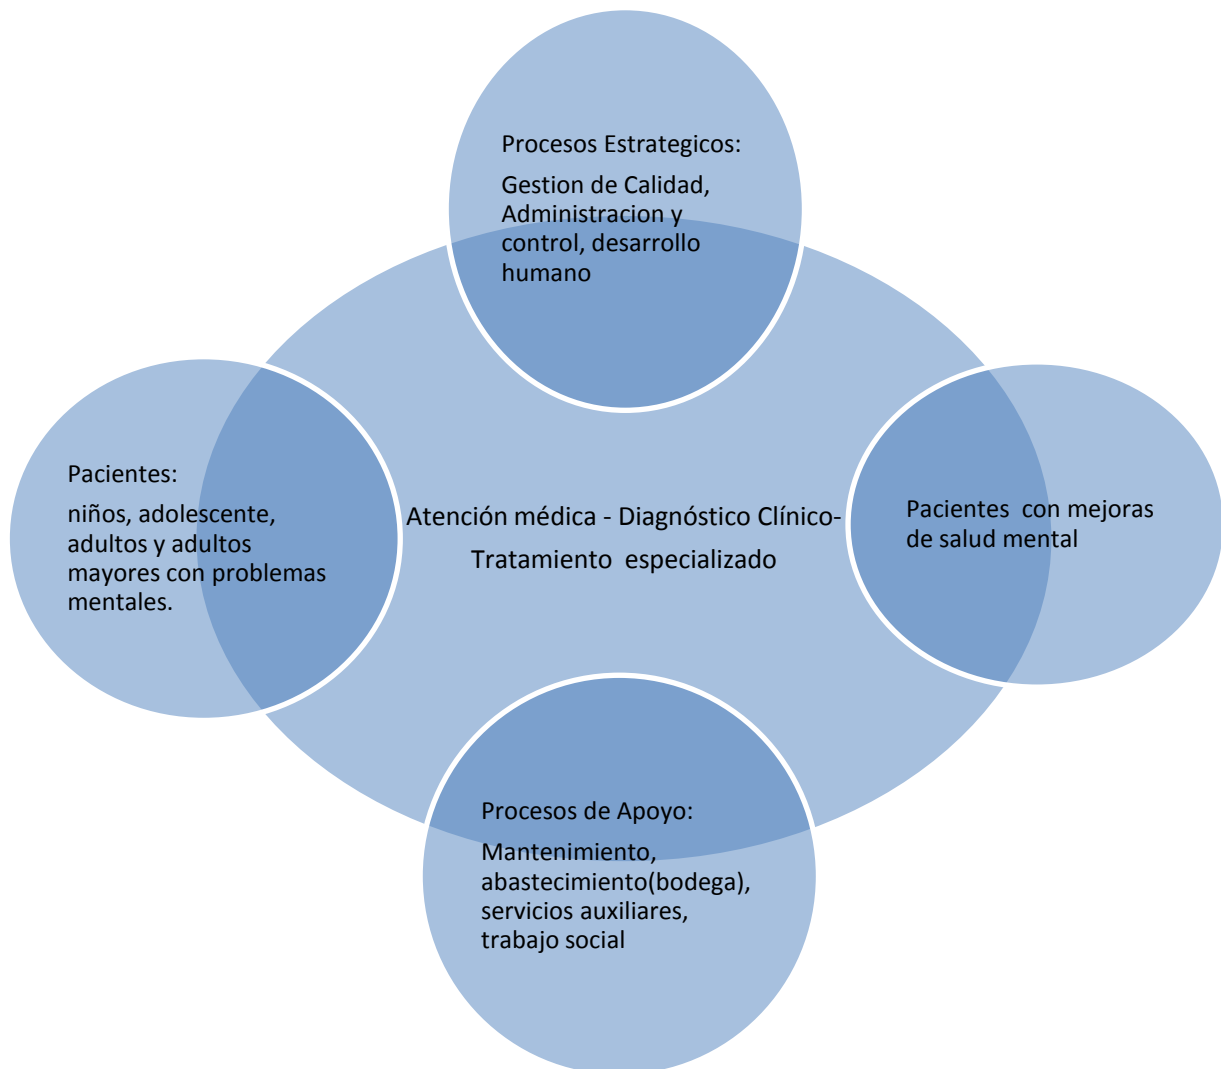 Procesos Estrategicos:
Gestion de Calidad,
Administracion y
control, desarrollo
humano
Pacientes:
niños, adolescente,
adultos y adultos
mayores con problemas
mentales.
Atención médica - Diagnóstico Clínico-
Tratamiento especializado
Pacientes con mejoras
de salud mental
Procesos de Apoyo:
Mantenimiento,
abastecimiento(bodega),
servicios auxiliares,
trabajo social